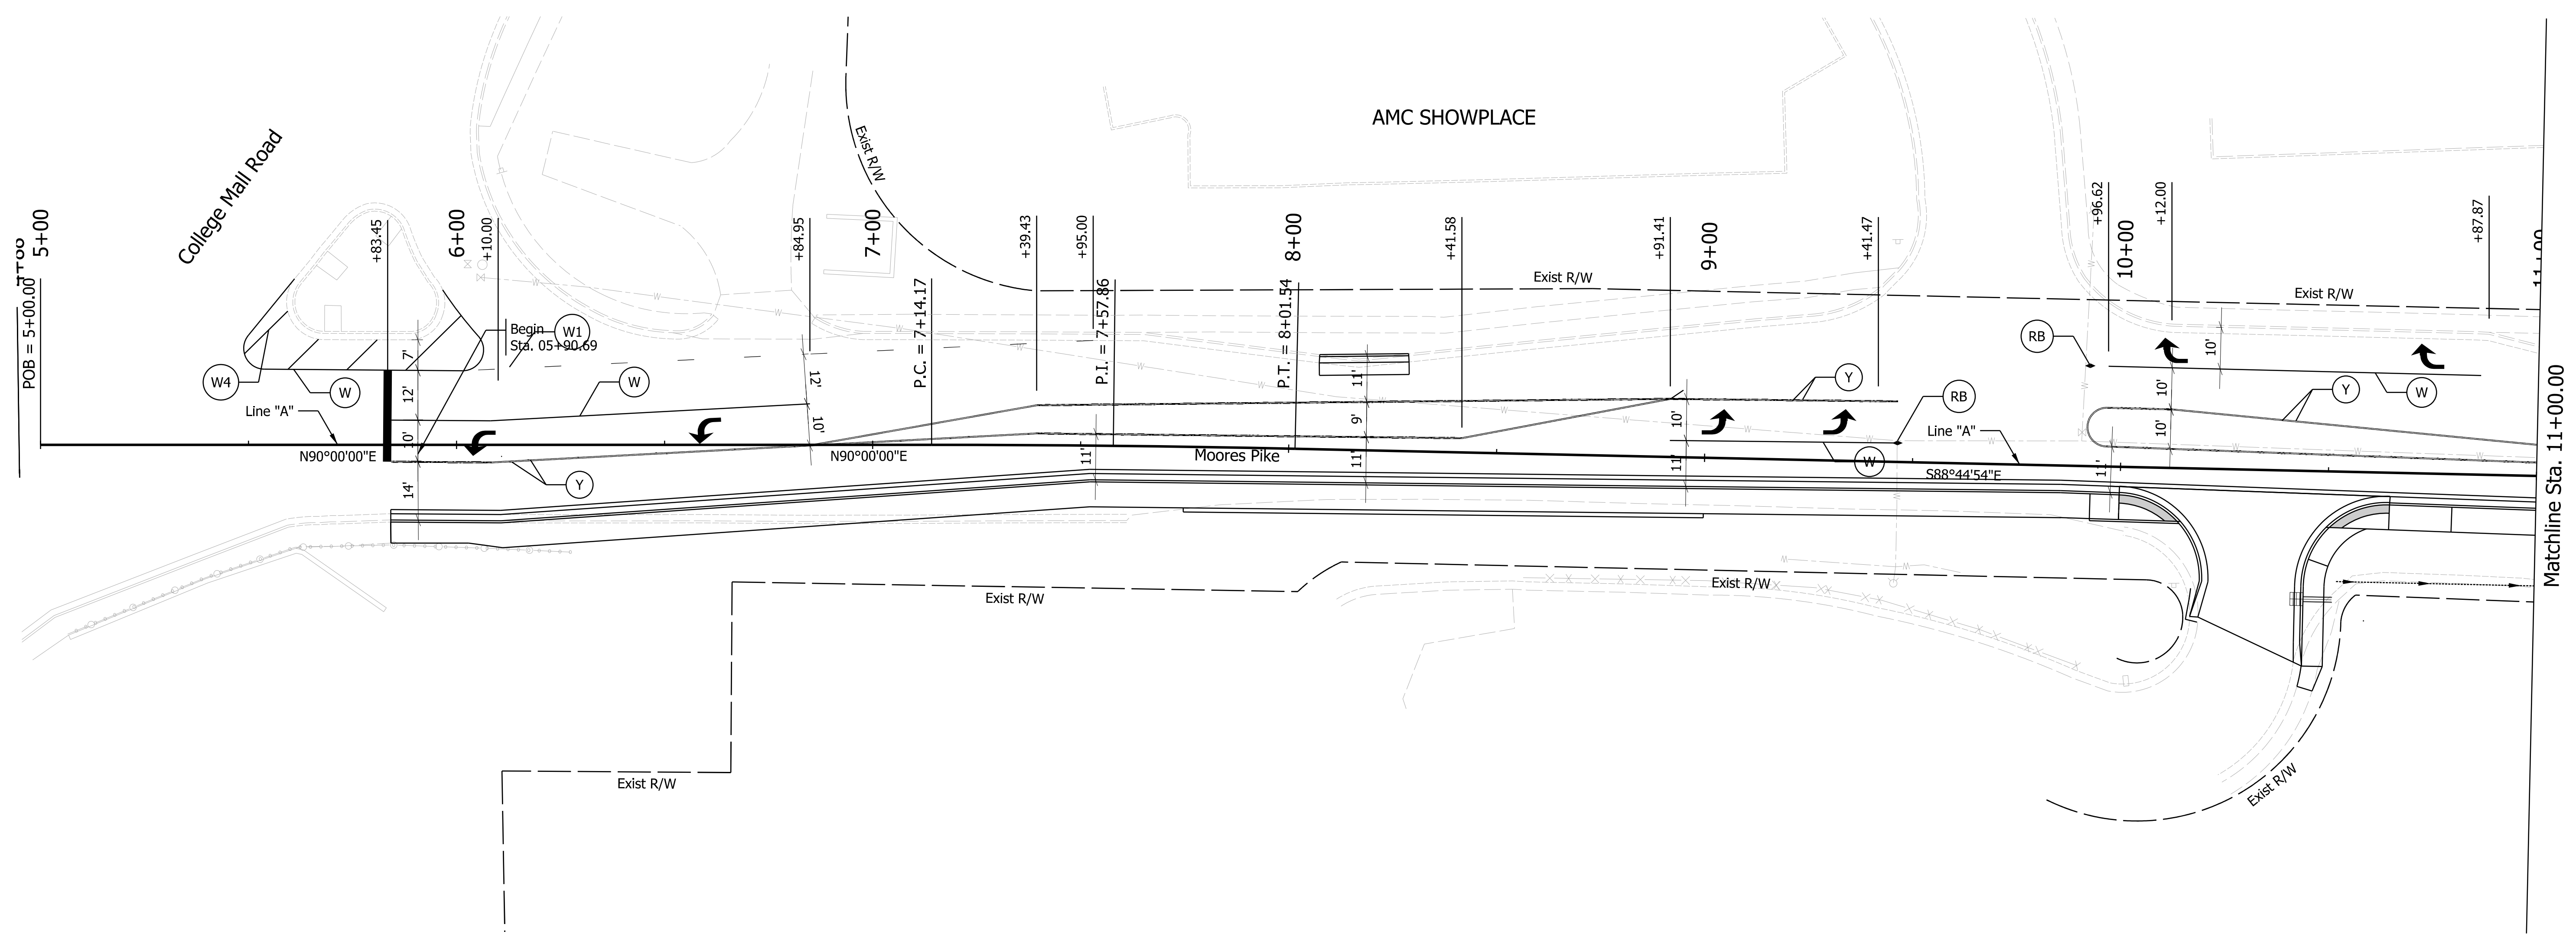 AMC SHOWPLACE
College Mall Road
Exist R/W
5+00
POB = 5+00.00
+83.45
6+00
+10.00
+84.95
7+00
P.C. = 7+14.17
+39.43
+95.00
P.I. = 7+57.86
8+00
P.T. = 8+01.54
+41.58
+91.41
9+00
+41.47
+96.62
10+00
+12.00
+87.87
11+00
Exist R/W
Exist R/W
Begin
Sta. 05+90.69
W1
W4
W
W
Line "A"
N90°00'00"E
7'
12'
10'
14'
Y
12'
10'
N90°00'00"E
11'
Moores Pike
11'
9'
11'
Y
10'
11'
W
RB
RB
Line "A"
S88°44'54"E
10'
10'
10'
11'
Y
W
Matchline Sta. 11+00.00
Exist R/W
Exist R/W
Exist R/W
Exist R/W